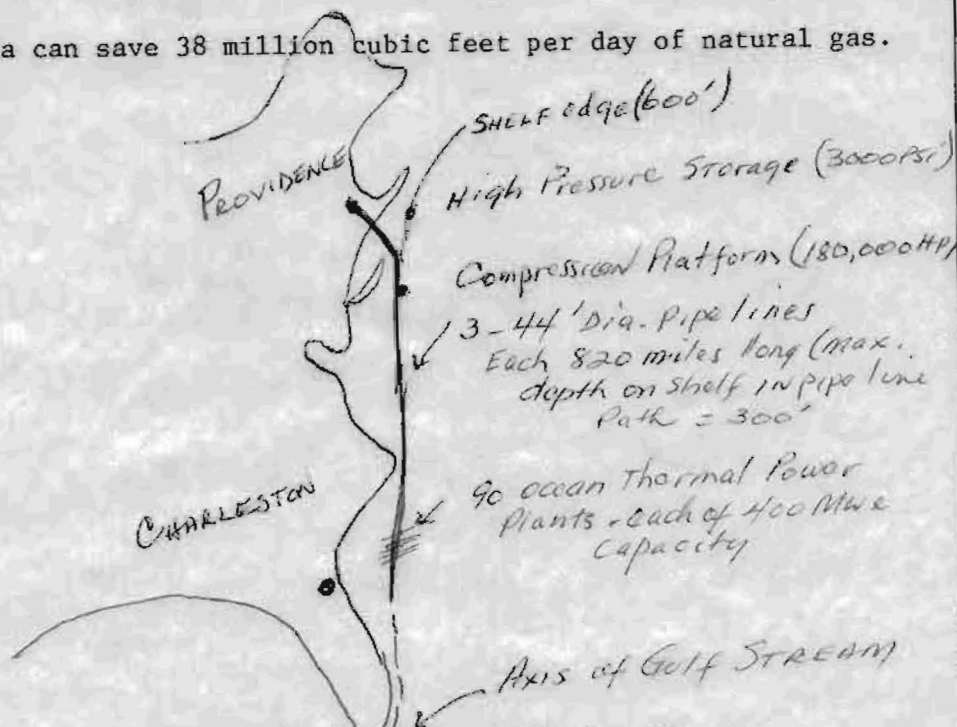 a can save 38 million cubic feet per day of natural gas.
SHELF edge (600')
PROVIDENCE
High Pressure Storage (3000PSi)
Compression Platform (180,000HP)
3-44' Dia. Pipe lines
Each 820 miles long (max.
depth on shelf in pipe line
Path = 300'
90 ocean Thermal Power
Plants - each of 400 MWe
Capacity
CHARLESTON
Axis of Gulf STREAM